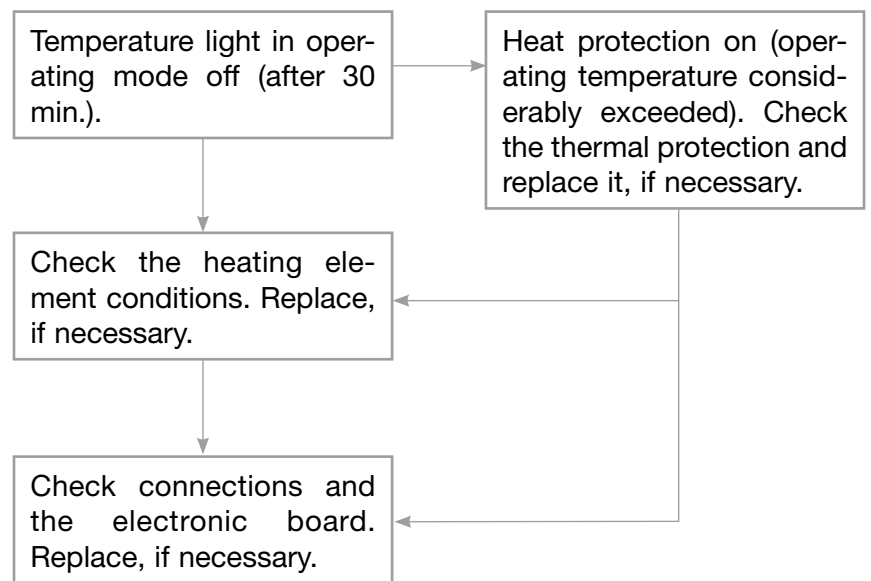 Temperature light in oper-
ating mode off (after 30
min.).
Heat protection on (oper-
ating temperature consid-
erably exceeded). Check
the thermal protection and
replace it, if necessary.
Check the heating ele-
ment conditions. Replace,
if necessary.
Check connections and
the electronic board.
Replace, if necessary.